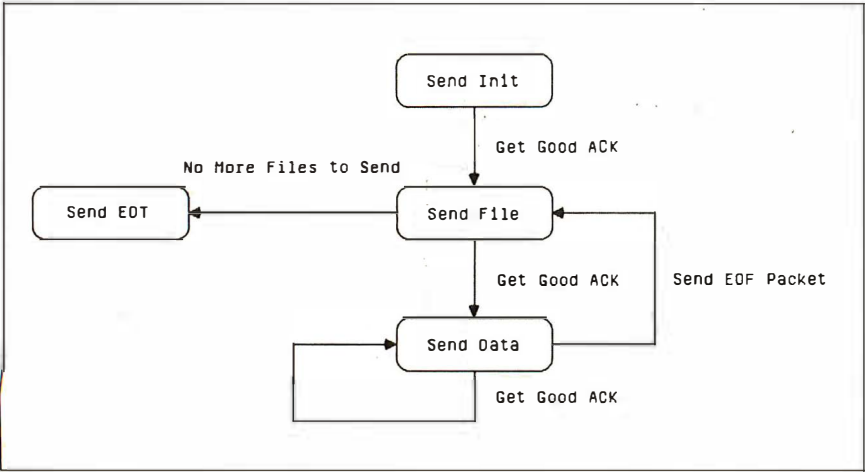 Send Init
Get Good ACK
No More Files to Send
Send EOT
Send File
Get Good ACK
Send EOF Packet
Send Data
Get Good ACK